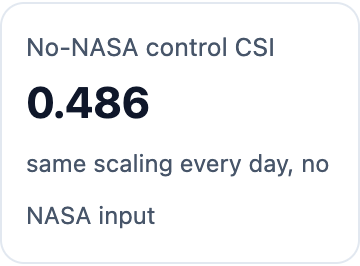 No-NASA control CSI
0.486
same scaling every day, no
NASA input